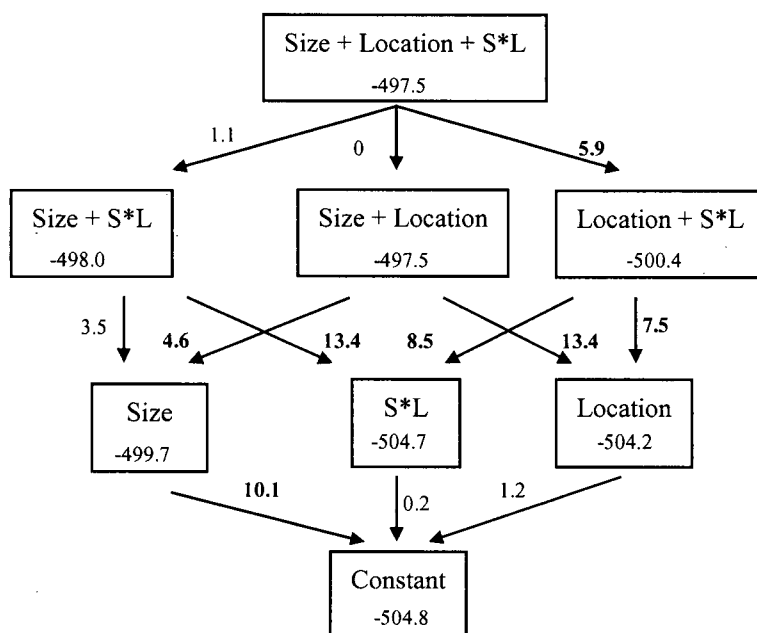 Size + Location + S*L
-497.5
1.1
0
5.9
Size + S*L
-498.0
Size + Location
-497.5
Location + S*L
-500.4
3.5
4.6
13.4
8.5
13.4
7.5
Size
-499.7
S*L
-504.7
Location
-504.2
10.1
0.2
1.2
Constant
-504.8